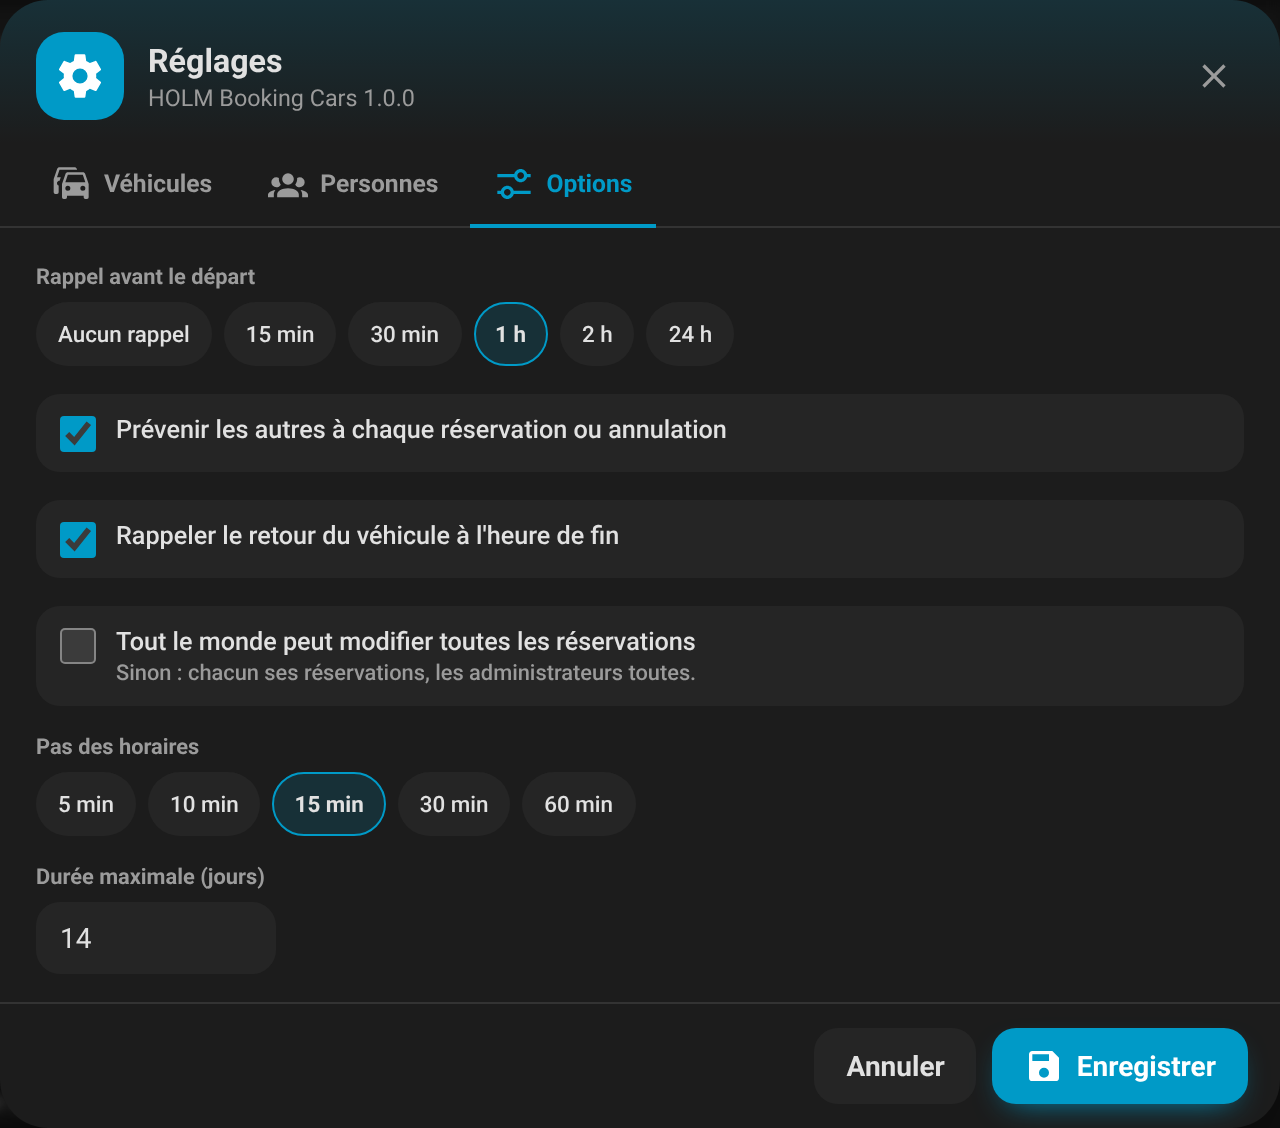 Réglages
HOLM Booking Cars 1.0.0
Véhicules
Personnes
Options
Rappel avant le départ
Aucun rappel
15 min
30 min
1 h
2 h
24 h
Prévenir les autres à chaque réservation ou annulation
Rappeler le retour du véhicule à l'heure de fin
Tout le monde peut modifier toutes les réservations
Sinon : chacun ses réservations, les administrateurs toutes.
Pas des horaires
5 min
10 min
15 min
30 min
60 min
Durée maximale (jours)
14
Annuler
Enregistrer